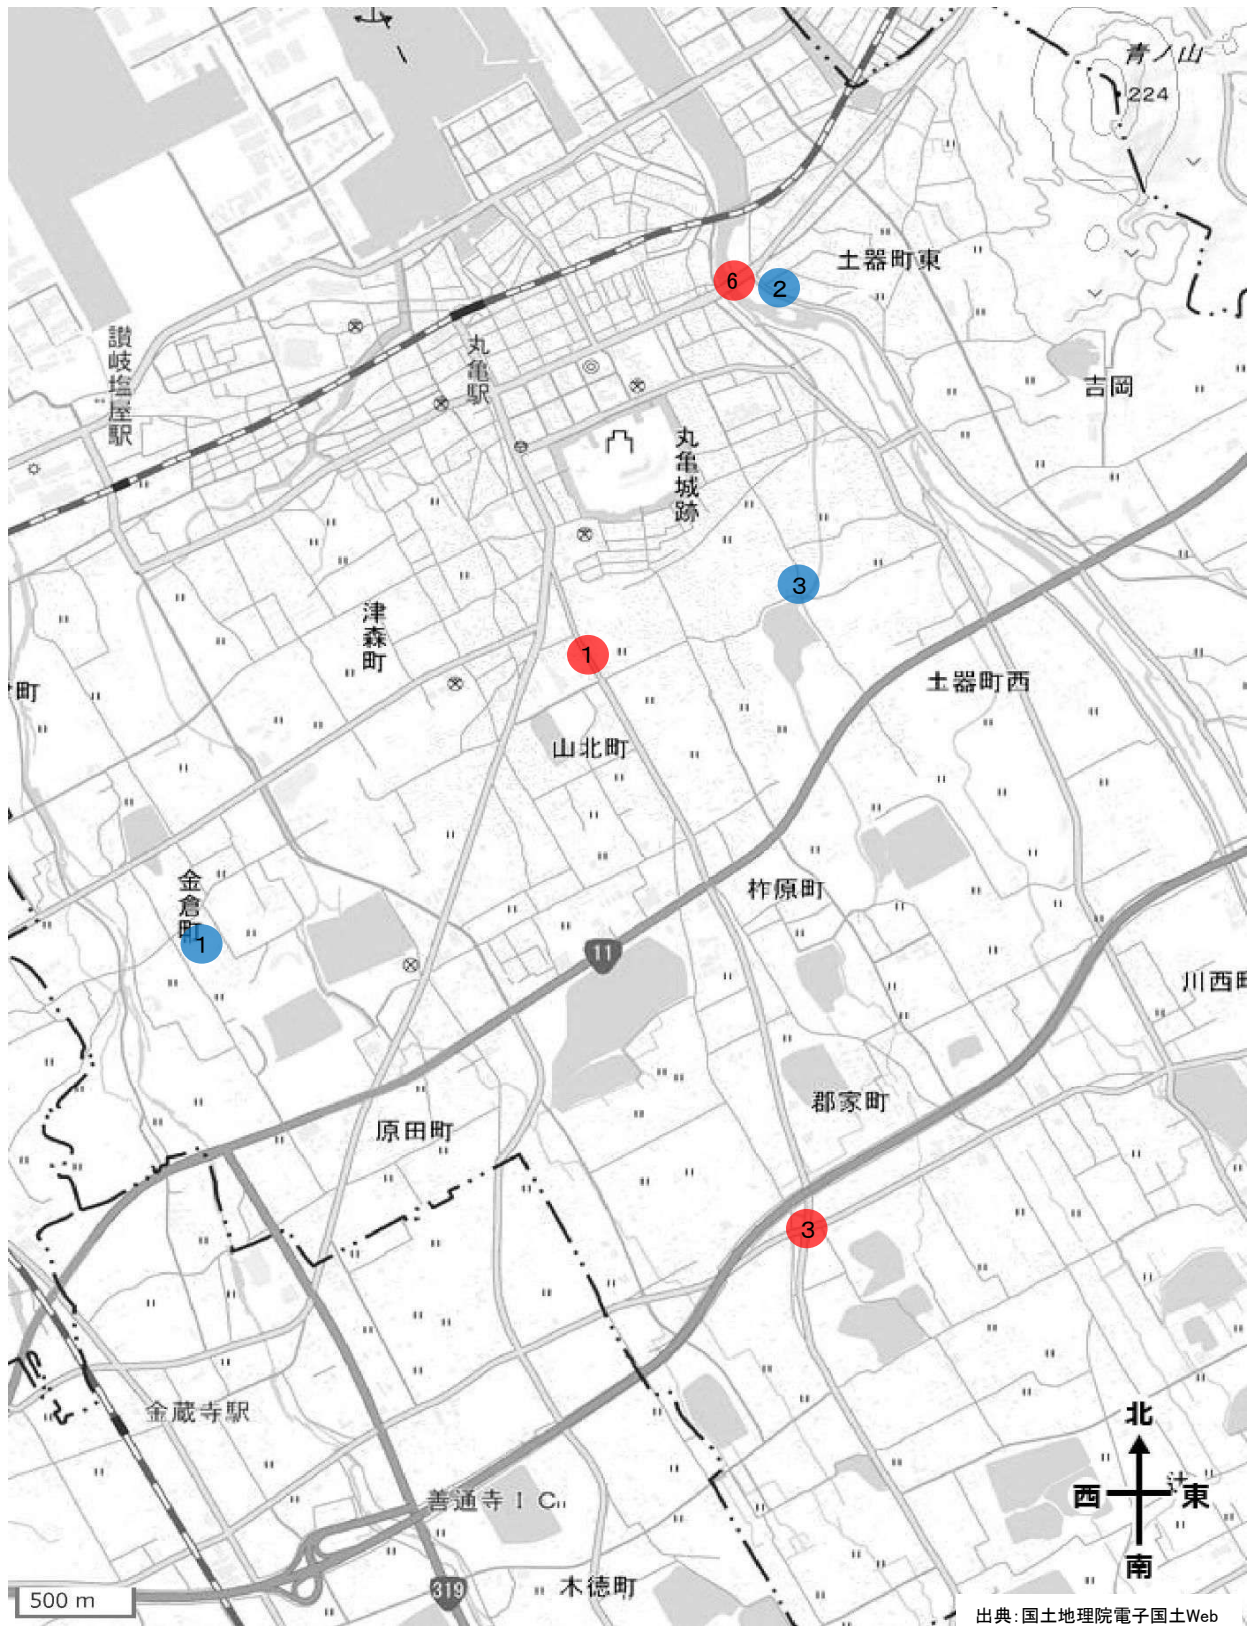 青ノ山
224
土器町東
6
2
讃岐塩屋駅
丸亀駅
吉岡
丸亀城跡
3
津森町
1
町
土器町西
山北町
金倉町
1
柞原町
11
川西町
郡家町
原田町
3
金蔵寺駅
北
西
東
南
善通寺ＩＣ
319
木徳町
500 m
出典：国土地理院電子国土Web